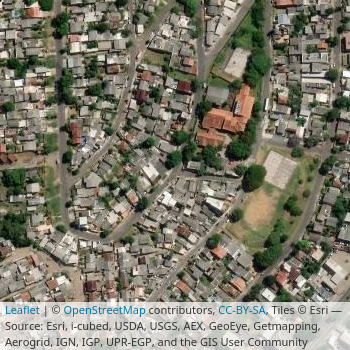 Leaflet | © OpenStreetMap contributors, CC-BY-SA, Tiles © Esri —
Source: Esri, i-cubed, USDA, USGS, AEX, GeoEye, Getmapping,
Aerogrid, IGN, IGP, UPR-EGP, and the GIS User Community